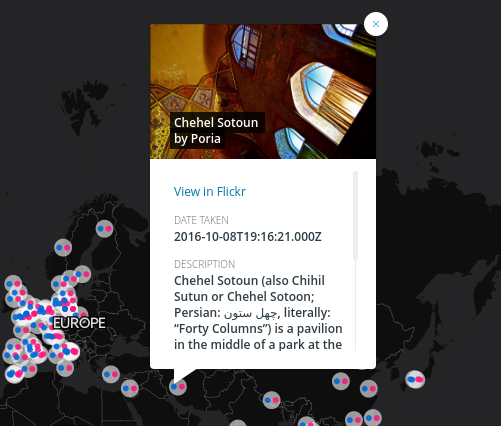 Chehel Sotoun
by Poria
View in Flickr
DATE TAKEN
2016-10-08T19:16:21.000Z
DESCRIPTION
Chehel Sotoun (also Chihil
Sutun or Chehel Sotoon;
Persian: چهل ستون, literally:
“Forty Columns”) is a pavilion
in the middle of a park at the
EUROPE